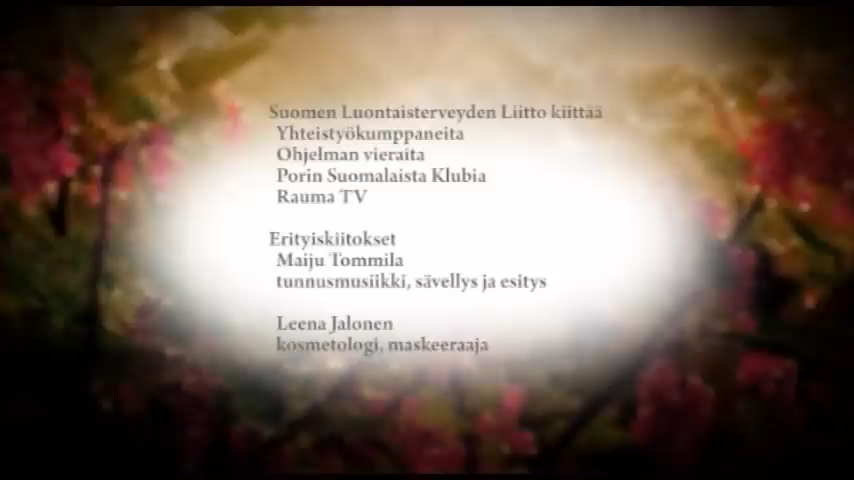 Suomen Luontaisterveyden Liitto kiittää
Yhteistyökumppaneita
Ohjelman vieraita
Porin Suomalaista Klubia
Rauma TV
Erityiskiitokset
Maiju Tommila
tunnusmusiikki, sävellys ja esitys
Leena Jalonen
kosmetologi, maskeeraaja